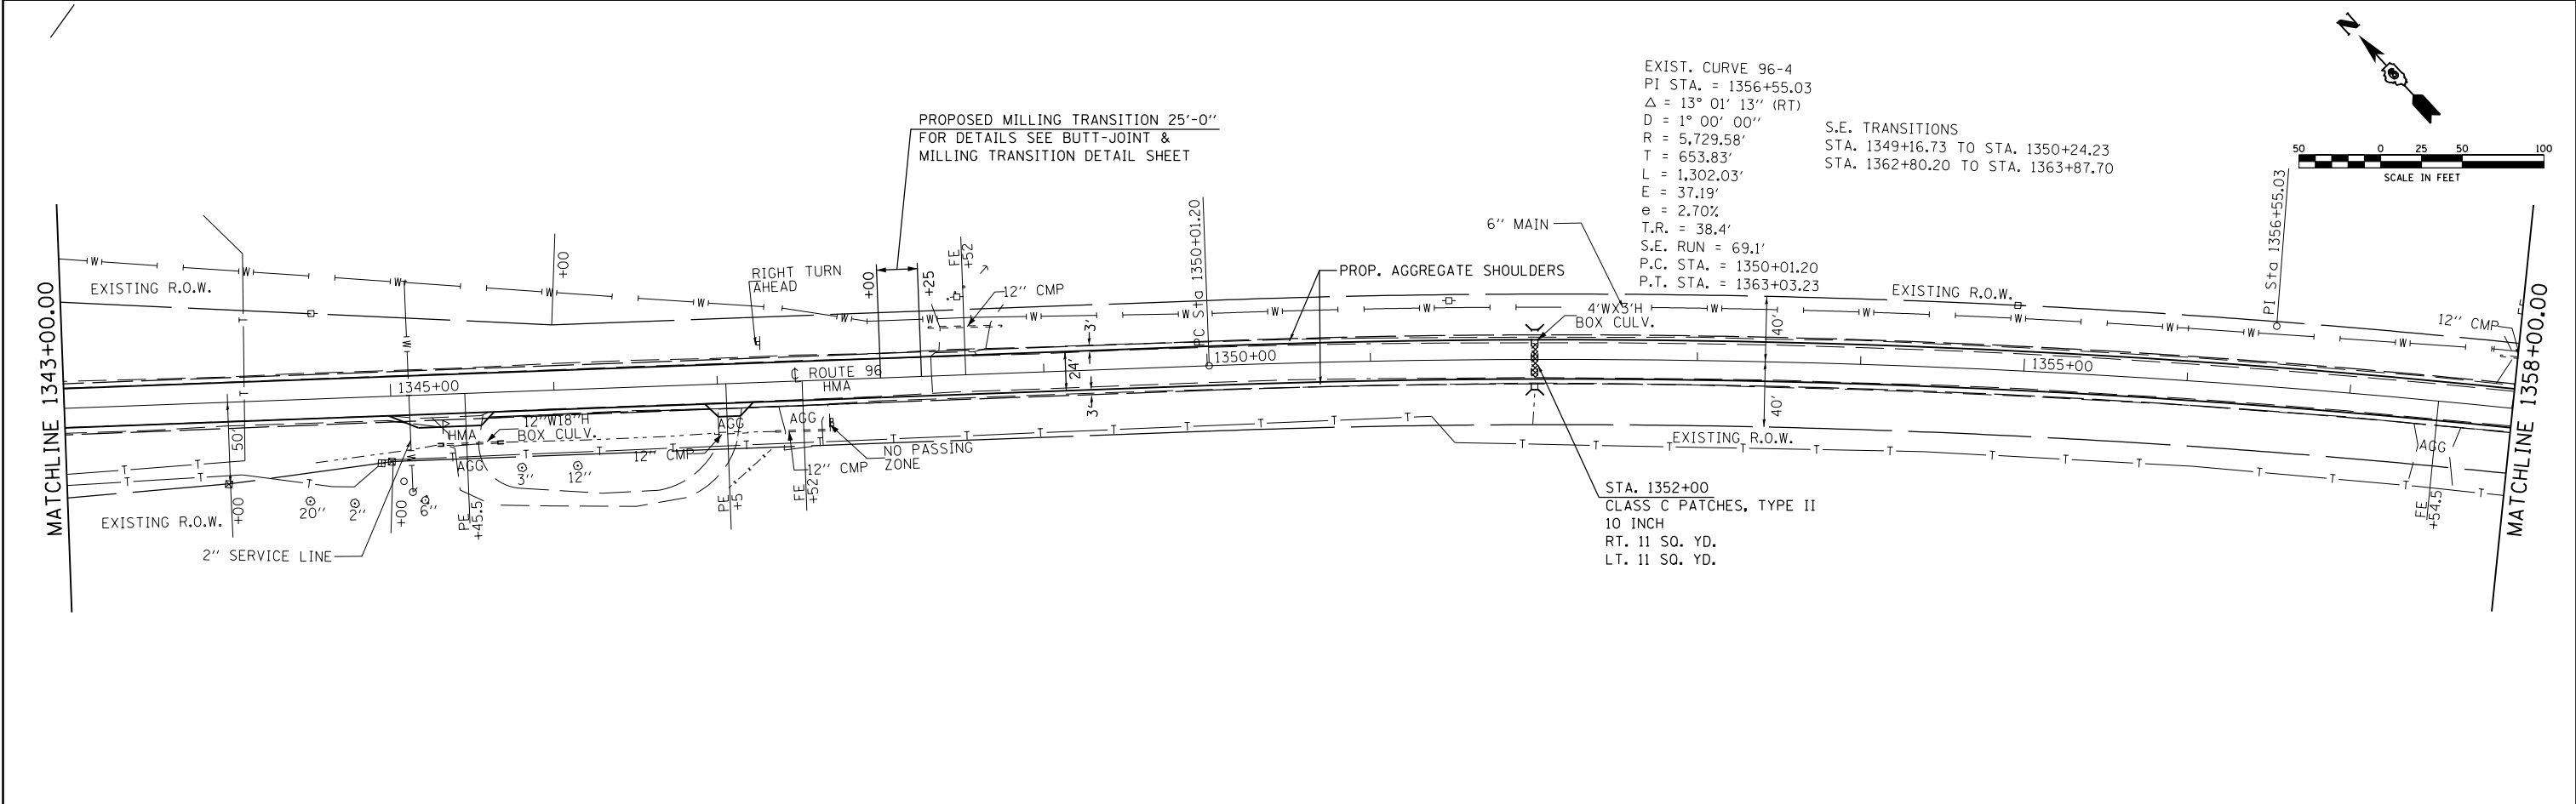 N
50 0 25 50 100
SCALE IN FEET
EXIST. CURVE 96-4
PI STA. = 1356+55.03
Δ = 13° 01' 13'' (RT)
D = 1° 00' 00''
R = 5,729.58'
T = 653.83'
L = 1,302.03'
E = 37.19'
e = 2.70%
T.R. = 38.4'
S.E. RUN = 69.1'
P.C. STA. = 1350+01.20
P.T. STA. = 1363+03.23
S.E. TRANSITIONS
STA. 1349+16.73 TO STA. 1350+24.23
STA. 1362+80.20 TO STA. 1363+87.70
PROPOSED MILLING TRANSITION 25'-0''
FOR DETAILS SEE BUTT-JOINT &
MILLING TRANSITION DETAIL SHEET
MATCHLINE 1343+00.00
EXISTING R.O.W.
+00
RIGHT TURN
AHEAD
+00
+25
FE
+52
12'' CMP
3'
PC Sta 1350+01.20
PROP. AGGREGATE SHOULDERS
6'' MAIN
4'WX3'H
BOX CULV.
40'
EXISTING R.O.W.
PI Sta 1356+55.03
12'' CMP
FE
MATCHLINE 1358+00.00
1345+00
℄ ROUTE 96
HMA
24'
1350+00
1355+00
50'
HMA
12''W18''H
BOX CULV.
AGG
AGG
AGG
12'' CMP
12'' CMP
NO PASSING
ZONE
3'
40'
EXISTING R.O.W.
AGG
FE
+54.5
EXISTING R.O.W.
+00
20''
2''
+00
6''
PE
+45.5
3''
12''
PE
+5
FE
+52
2'' SERVICE LINE
STA. 1352+00
CLASS C PATCHES, TYPE II
10 INCH
RT. 11 SQ. YD.
LT. 11 SQ. YD.